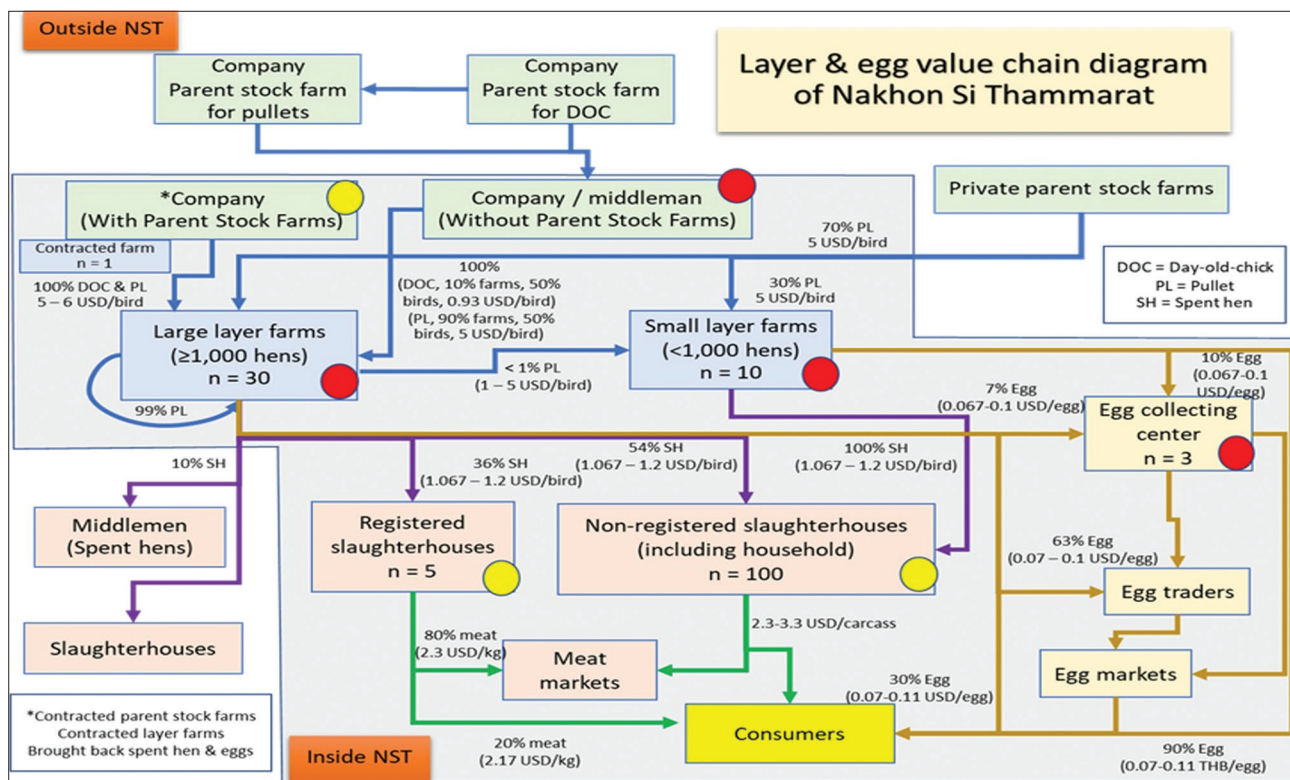 Outside NST
Layer & egg value chain diagram
of Nakhon Si Thammarat
Company
Parent stock farm
for pullets
Company
Parent stock farm
for DOC
*Company
(With Parent Stock Farms)
Company / middleman
(Without Parent Stock Farms)
Private parent stock farms
Contracted farm
n = 1
70% PL
5 USD/bird
DOC = Day-old-chick
PL = Pullet
SH = Spent hen
100% DOC & PL
5 – 6 USD/bird
100%
(DOC, 10% farms, 50%
birds, 0.93 USD/bird)
(PL, 90% farms, 50%
birds, 5 USD/bird)
30% PL
5 USD/bird
Large layer farms
(≥1,000 hens)
n = 30
Small layer farms
(<1,000 hens)
n = 10
< 1% PL
(1 – 5 USD/bird)
99% PL
10% Egg
(0.067-0.1
USD/egg)
7% Egg
(0.067-0.1 USD/egg)
Egg collecting
center
n = 3
10% SH
36% SH
(1.067 – 1.2 USD/bird)
54% SH
(1.067 – 1.2 USD/bird)
100% SH
(1.067 – 1.2 USD/bird)
Middlemen
(Spent hens)
Registered
slaughterhouses
n = 5
Non-registered slaughterhouses
(including household)
n = 100
63% Egg
(0.07 – 0.1 USD/egg)
Egg traders
Slaughterhouses
80% meat
(2.3 USD/kg)
Meat
markets
2.3-3.3 USD/carcass
Egg markets
30% Egg
(0.07-0.11 USD/egg)
*Contracted parent stock farms
Contracted layer farms
Brought back spent hen & eggs
Inside NST
20% meat
(2.17 USD/kg)
Consumers
90% Egg
(0.07-0.11 THB/egg)